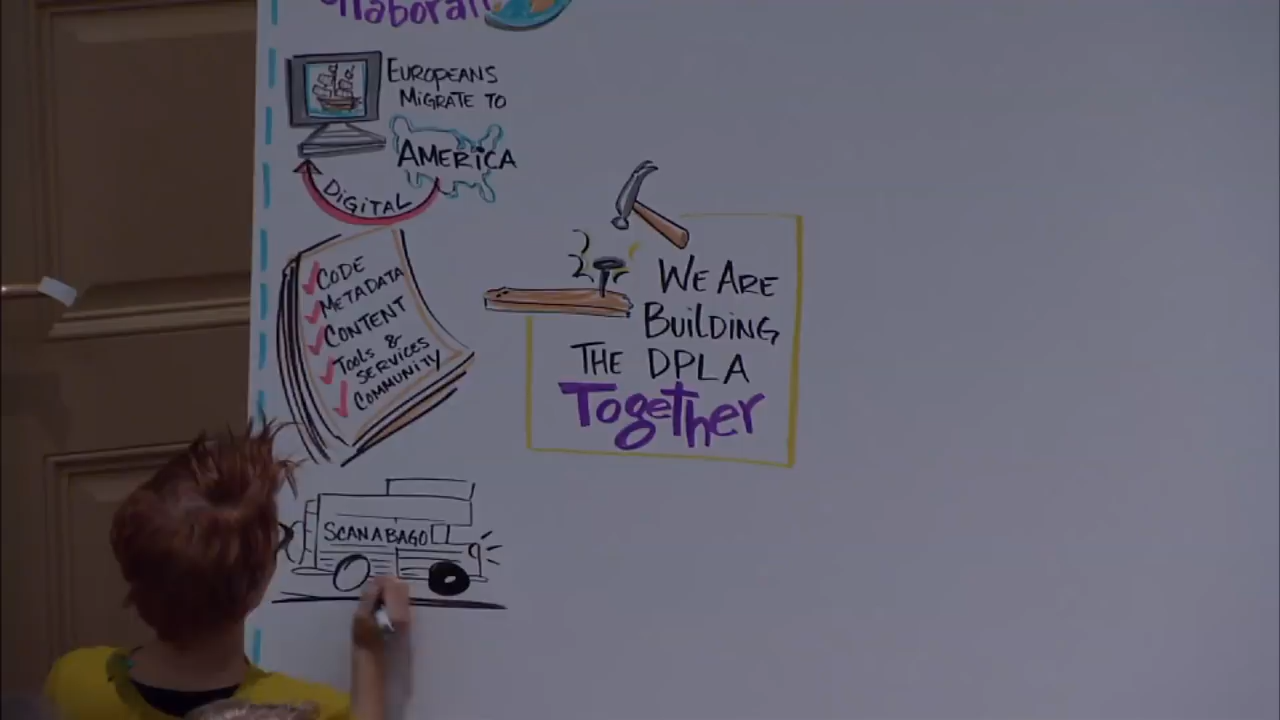 EUROPEANS
MIGRATE TO
AMERICA
DIGITAL
CODE
METADATA
CONTENT
TOOLS &
SERVICES
COMMUNITY
WE ARE
BUILDING
THE DPLA
Together
SCANABAGO